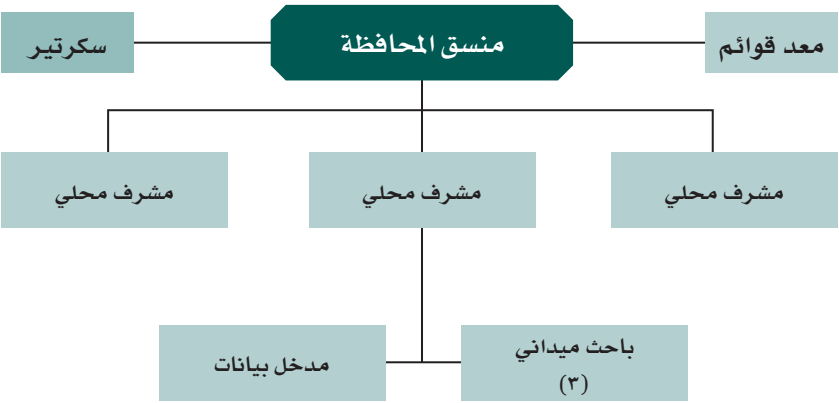 معد قوائم
منسق المحافظة
سكرتير
مشرف محلي
مشرف محلي
مشرف محلي
باحث ميداني
(٣)
مدخل بيانات